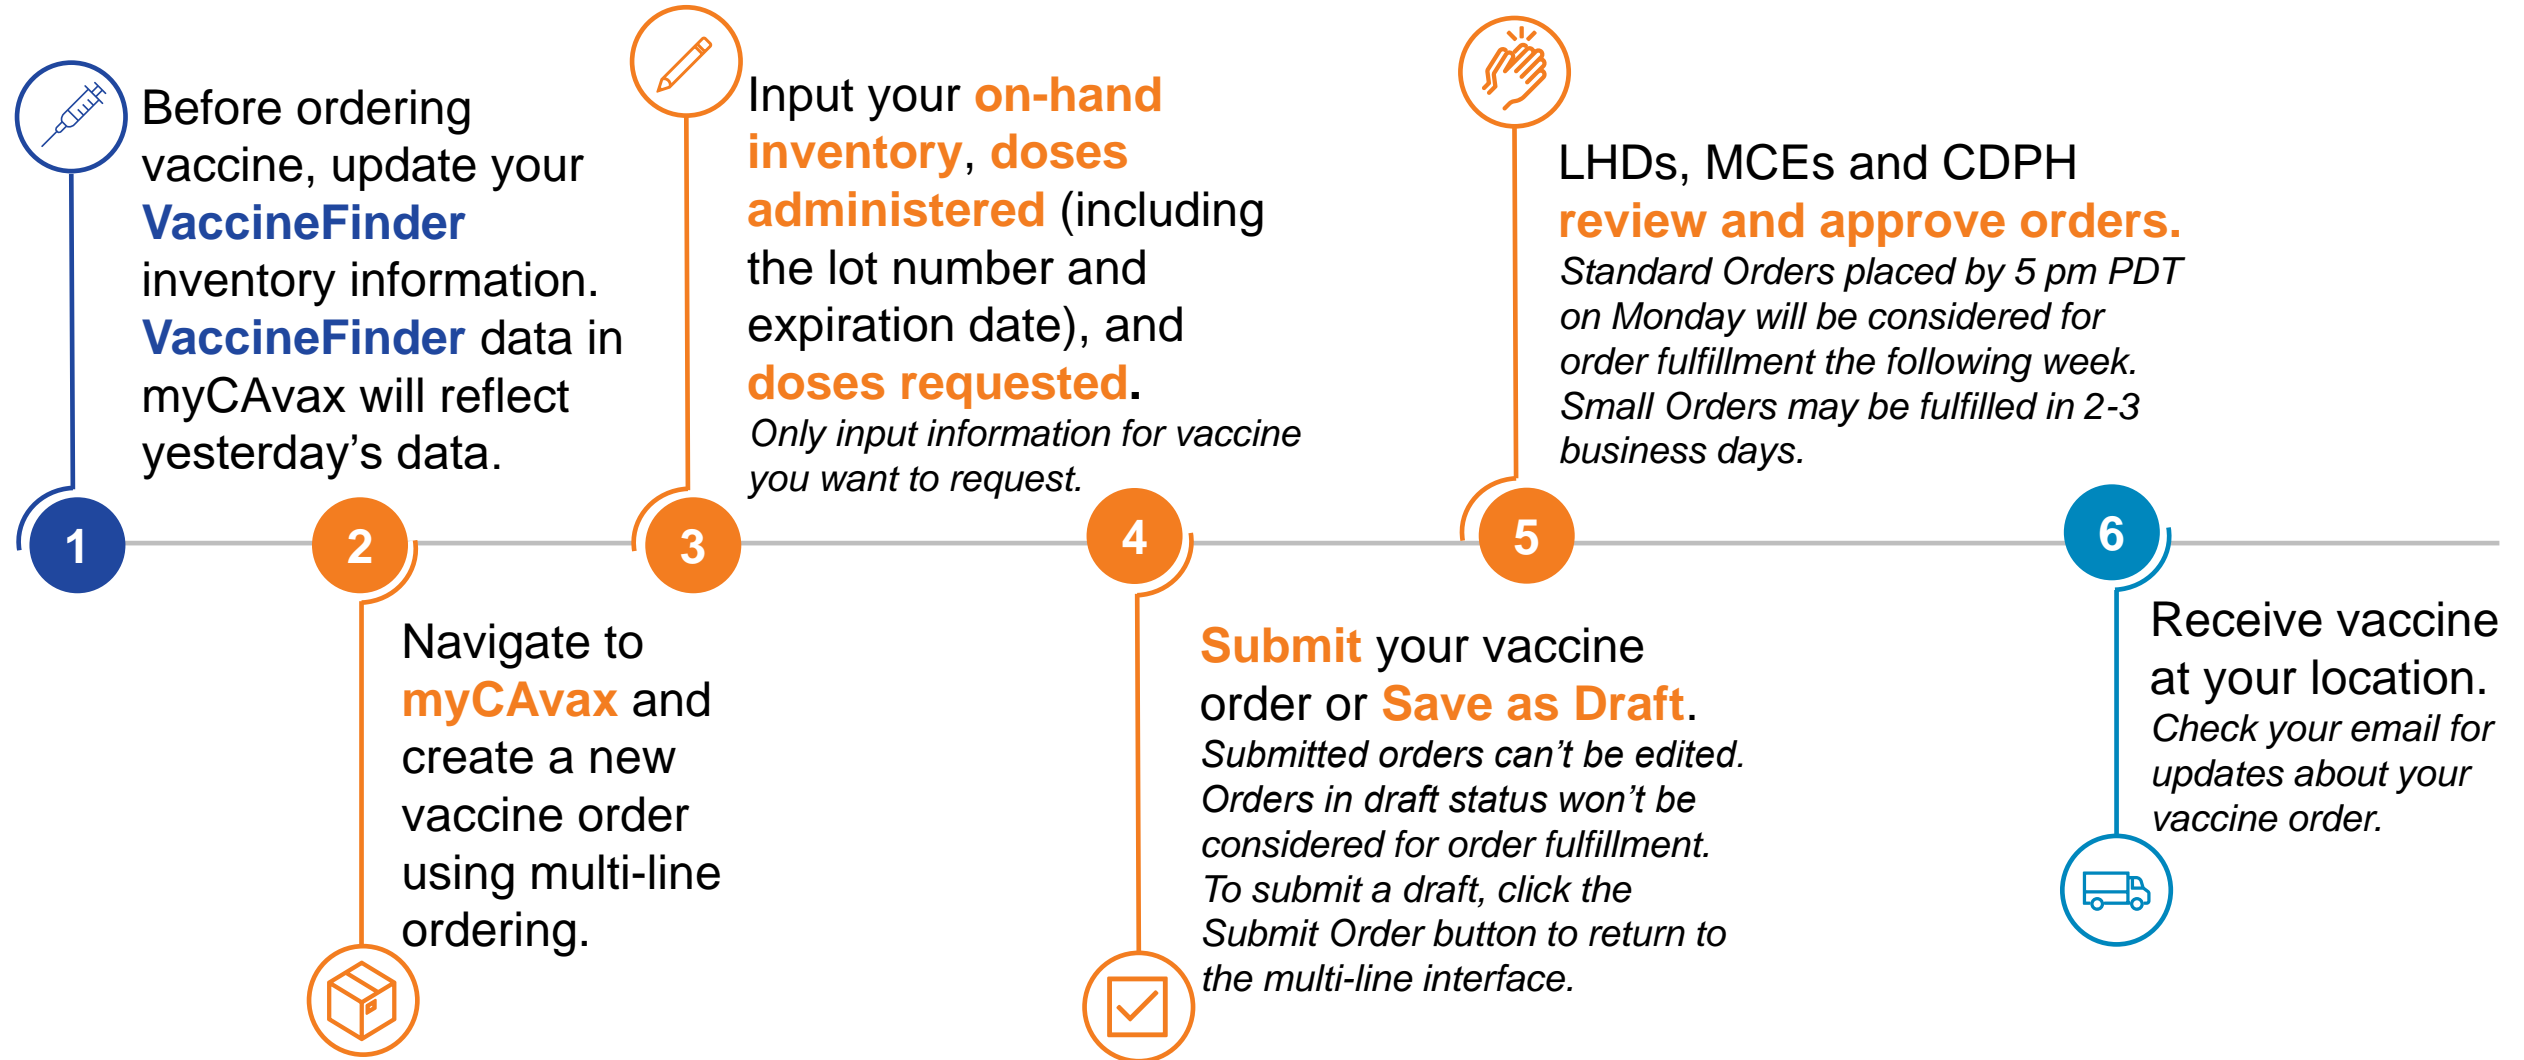 1
Before ordering
vaccine, update your
VaccineFinder
inventory information.
VaccineFinder data in
myCAvax will reflect
yesterday’s data.
2
Navigate to
myCAvax and
create a new
vaccine order
using multi-line
ordering.
3
Input your on-hand
inventory, doses
administered (including
the lot number and
expiration date), and
doses requested.
Only input information for vaccine
you want to request.
4
Submit your vaccine
order or Save as Draft.
Submitted orders can’t be edited.
Orders in draft status won’t be
considered for order fulfillment.
To submit a draft, click the
Submit Order button to return to
the multi-line interface.
5
LHDs, MCEs and CDPH
review and approve orders.
Standard Orders placed by 5 pm PDT
on Monday will be considered for
order fulfillment the following week.
Small Orders may be fulfilled in 2-3
business days.
6
Receive vaccine
at your location.
Check your email for
updates about your
vaccine order.